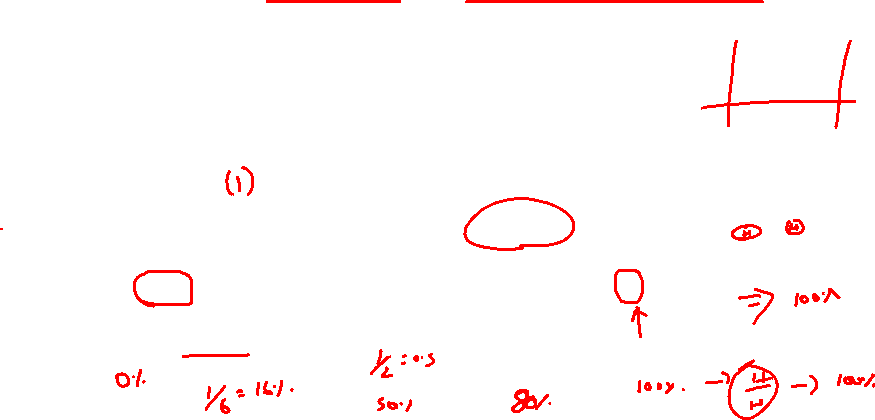 (1)
H H
⇒ 100%
1/2 = 0.5
0% 1/6 = 16% 50% 80% 100% → H/H → 100%